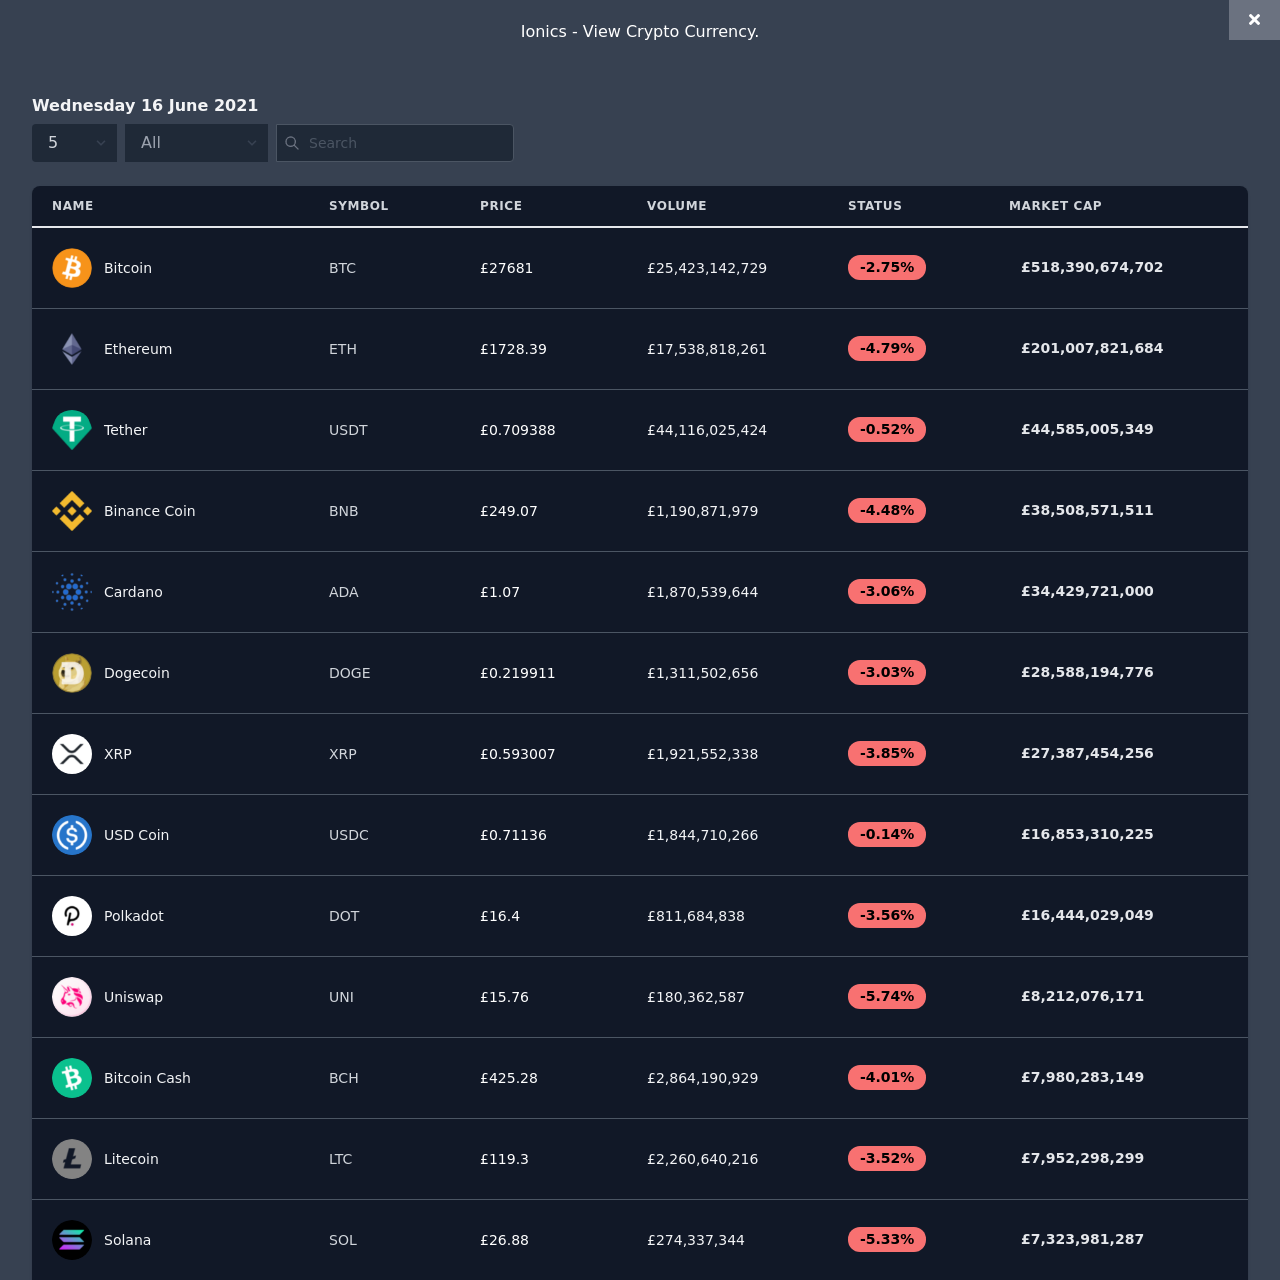 Ionics - View Crypto Currency.
Wednesday 16 June 2021
5 All Search
NAME SYMBOL PRICE VOLUME STATUS MARKET CAP
Bitcoin BTC £27681 £25,423,142,729 -2.75% £518,390,674,702
Ethereum ETH £1728.39 £17,538,818,261 -4.79% £201,007,821,684
Tether USDT £0.709388 £44,116,025,424 -0.52% £44,585,005,349
Binance Coin BNB £249.07 £1,190,871,979 -4.48% £38,508,571,511
Cardano ADA £1.07 £1,870,539,644 -3.06% £34,429,721,000
Dogecoin DOGE £0.219911 £1,311,502,656 -3.03% £28,588,194,776
XRP XRP £0.593007 £1,921,552,338 -3.85% £27,387,454,256
USD Coin USDC £0.71136 £1,844,710,266 -0.14% £16,853,310,225
Polkadot DOT £16.4 £811,684,838 -3.56% £16,444,029,049
Uniswap UNI £15.76 £180,362,587 -5.74% £8,212,076,171
Bitcoin Cash BCH £425.28 £2,864,190,929 -4.01% £7,980,283,149
Litecoin LTC £119.3 £2,260,640,216 -3.52% £7,952,298,299
Solana SOL £26.88 £274,337,344 -5.33% £7,323,981,287